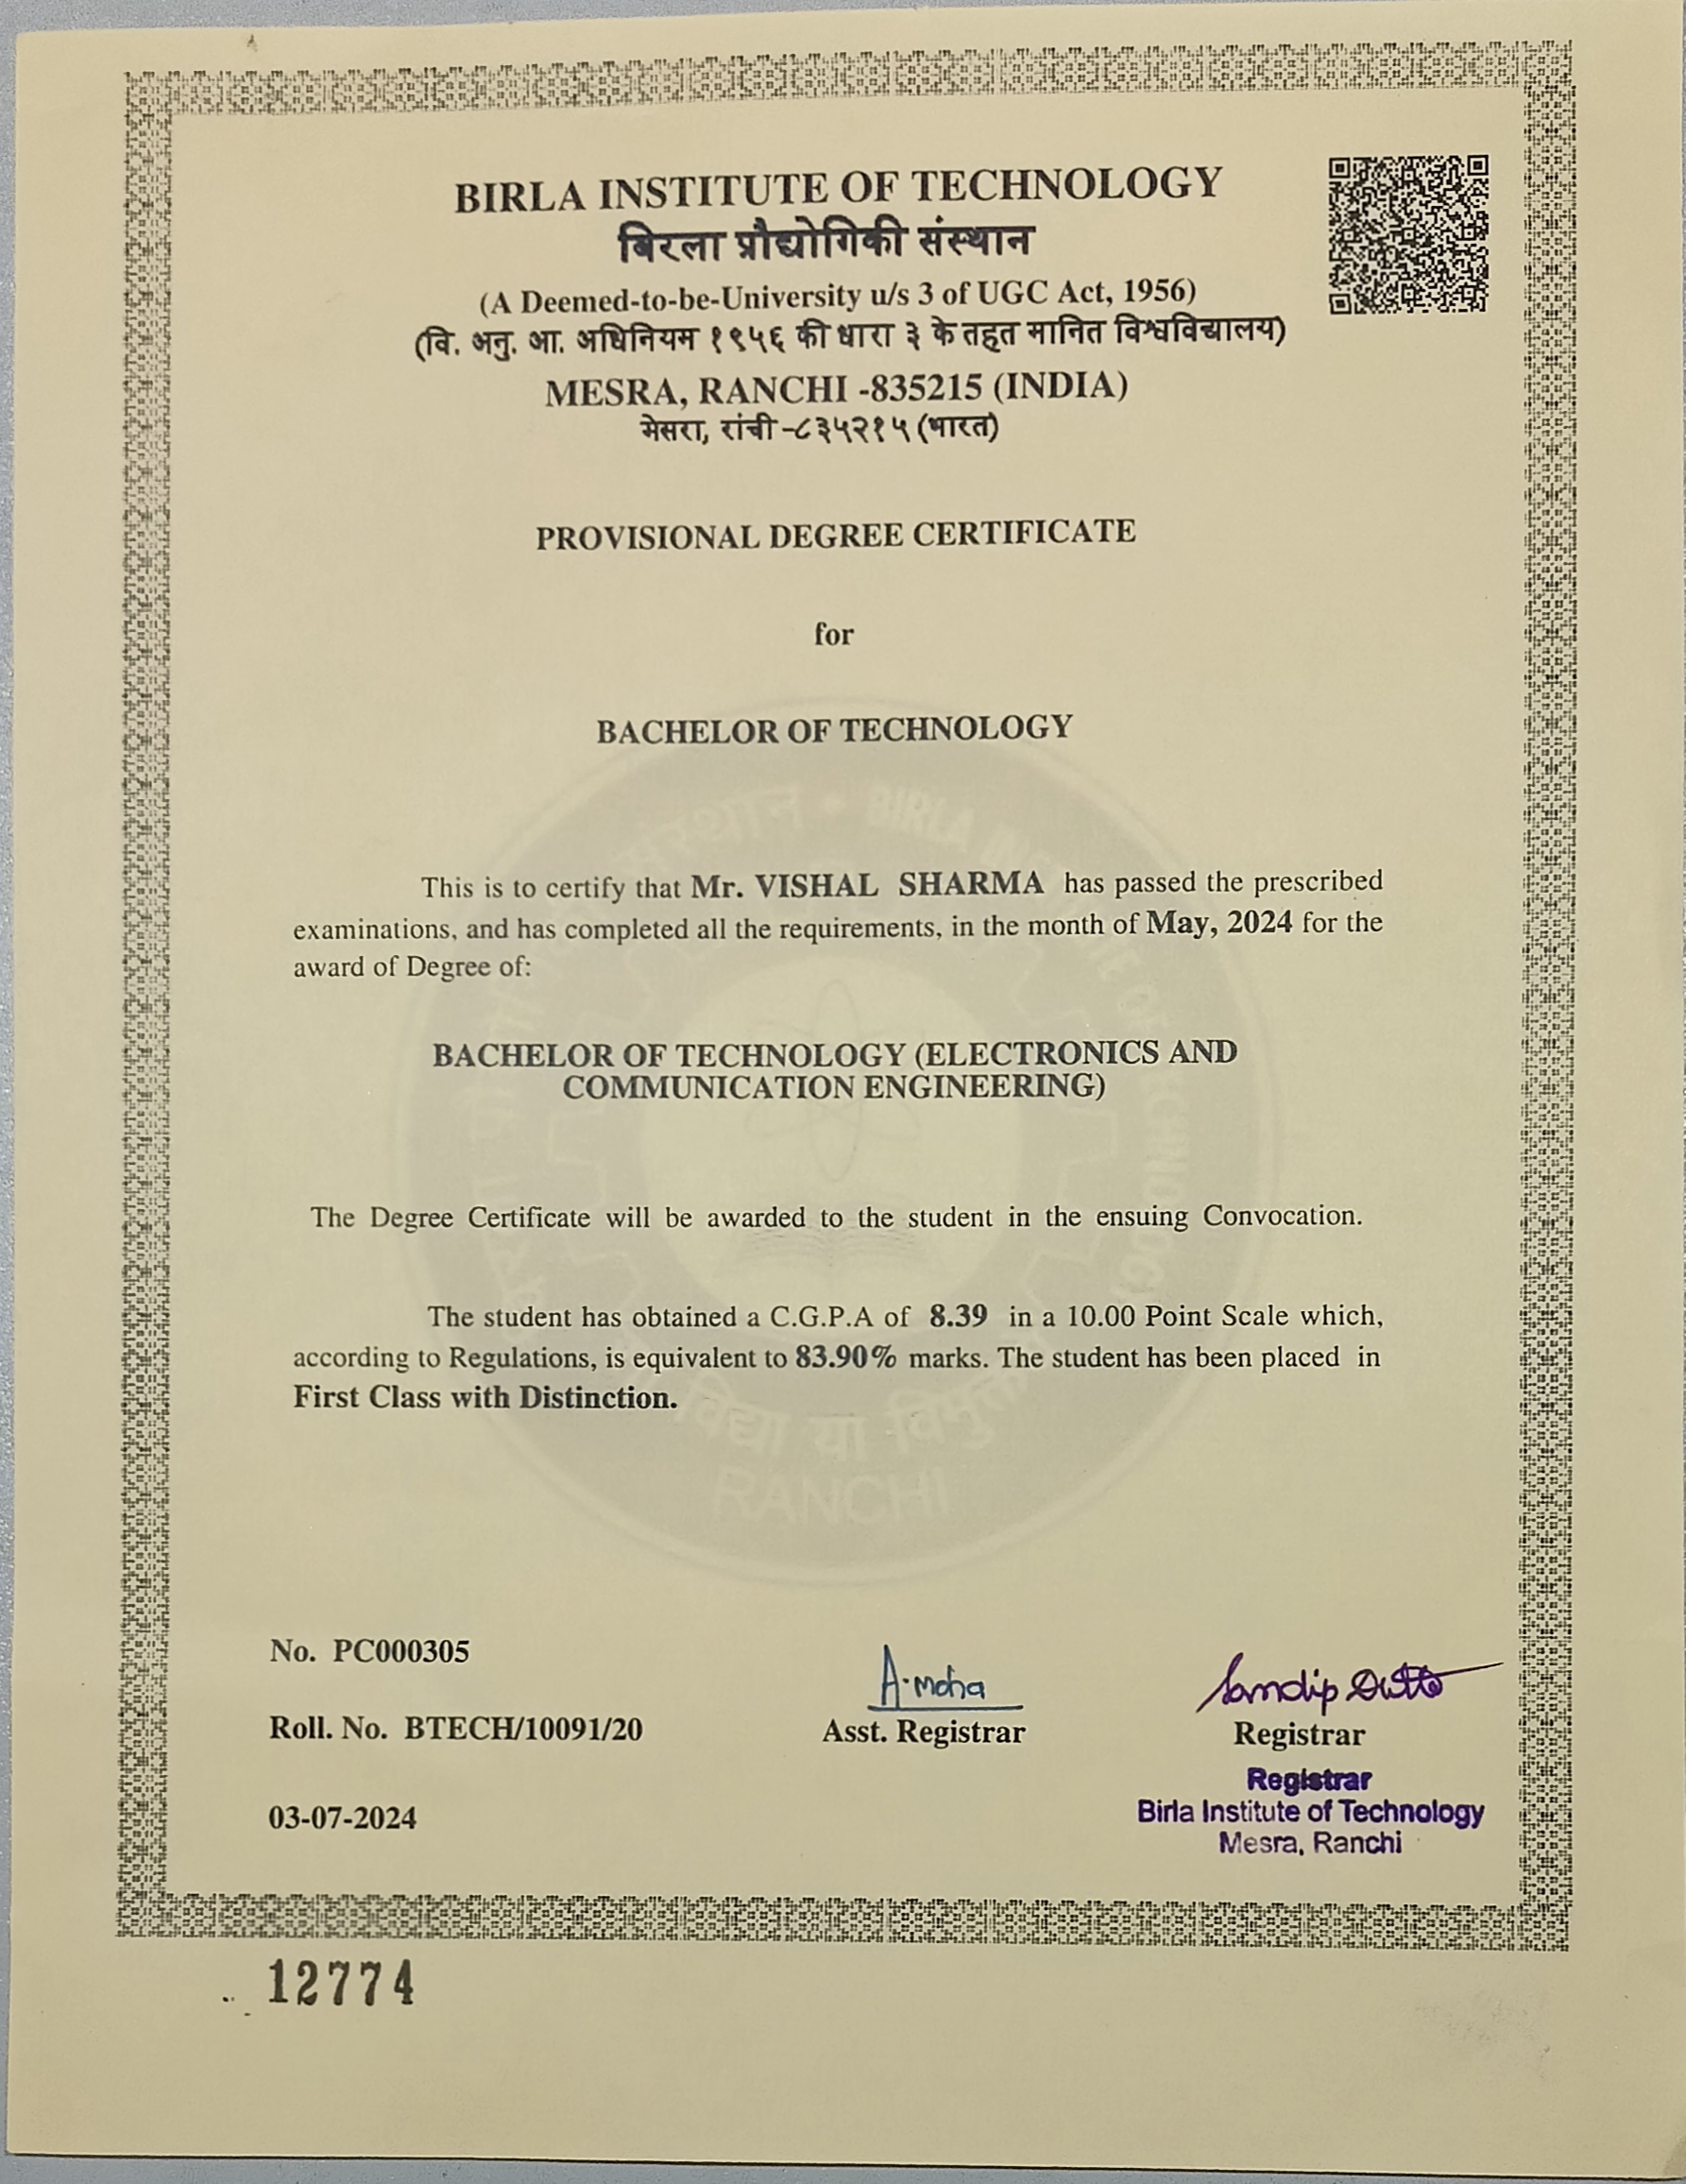 BIRLA INSTITUTE OF TECHNOLOGY
बिरला प्रौद्योगिकी संस्थान
(A Deemed-to-be-University u/s 3 of UGC Act, 1956)
(वि. अनु. आ. अधिनियम १९५६ की धारा ३ के तहत मानित विश्वविद्यालय)
MESRA, RANCHI -835215 (INDIA)
मेसरा, रांची -८३५२१५ (भारत)
PROVISIONAL DEGREE CERTIFICATE
for
BACHELOR OF TECHNOLOGY
This is to certify that Mr. VISHAL SHARMA has passed the prescribed
examinations, and has completed all the requirements, in the month of May, 2024 for the
award of Degree of:
BACHELOR OF TECHNOLOGY (ELECTRONICS AND
COMMUNICATION ENGINEERING)
The Degree Certificate will be awarded to the student in the ensuing Convocation.
The student has obtained a C.G.P.A of 8.39 in a 10.00 Point Scale which,
according to Regulations, is equivalent to 83.90% marks. The student has been placed in
First Class with Distinction.
विद्या या
RANCHI
No. PC000305
Roll. No. BTECH/10091/20
03-07-2024
Asst. Registrar
Sandip Dutta
Registrar
Registrar
Birla Institute of Technology
Mesra, Ranchi
12774